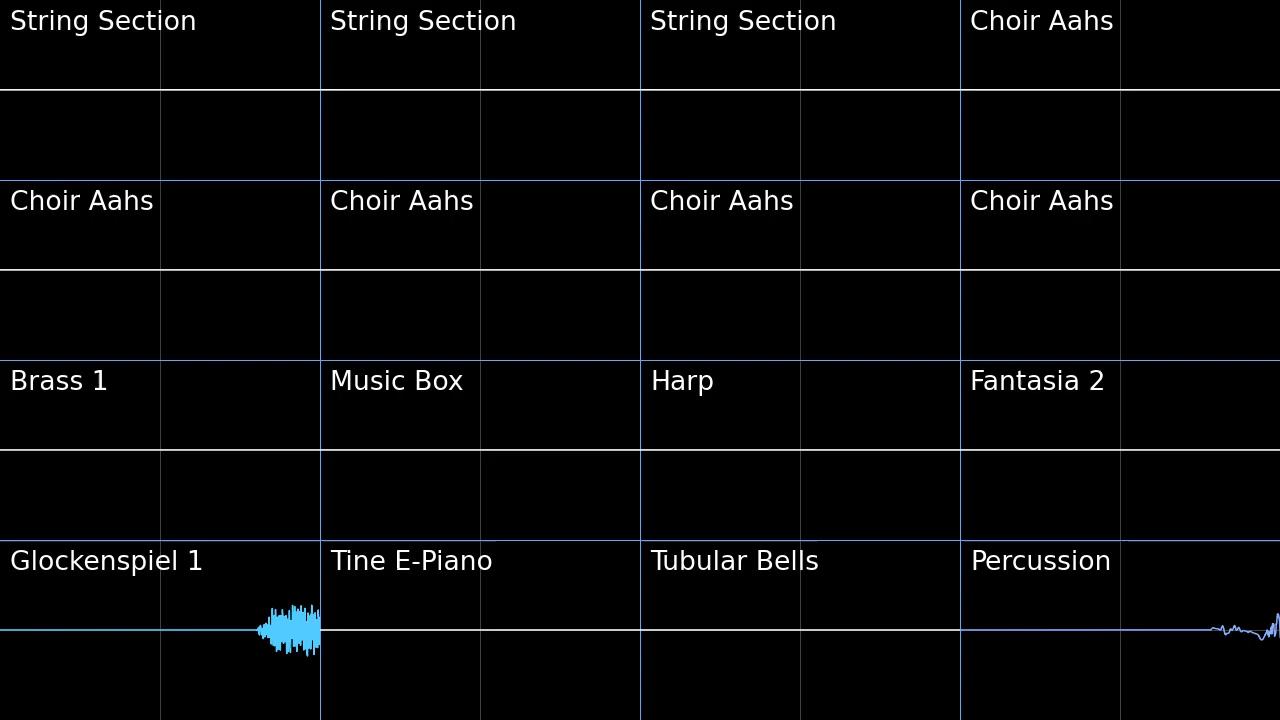 String Section
String Section
String Section
Choir Aahs
Choir Aahs
Choir Aahs
Choir Aahs
Choir Aahs
Brass 1
Music Box
Harp
Fantasia 2
Glockenspiel 1
Tine E-Piano
Tubular Bells
Percussion